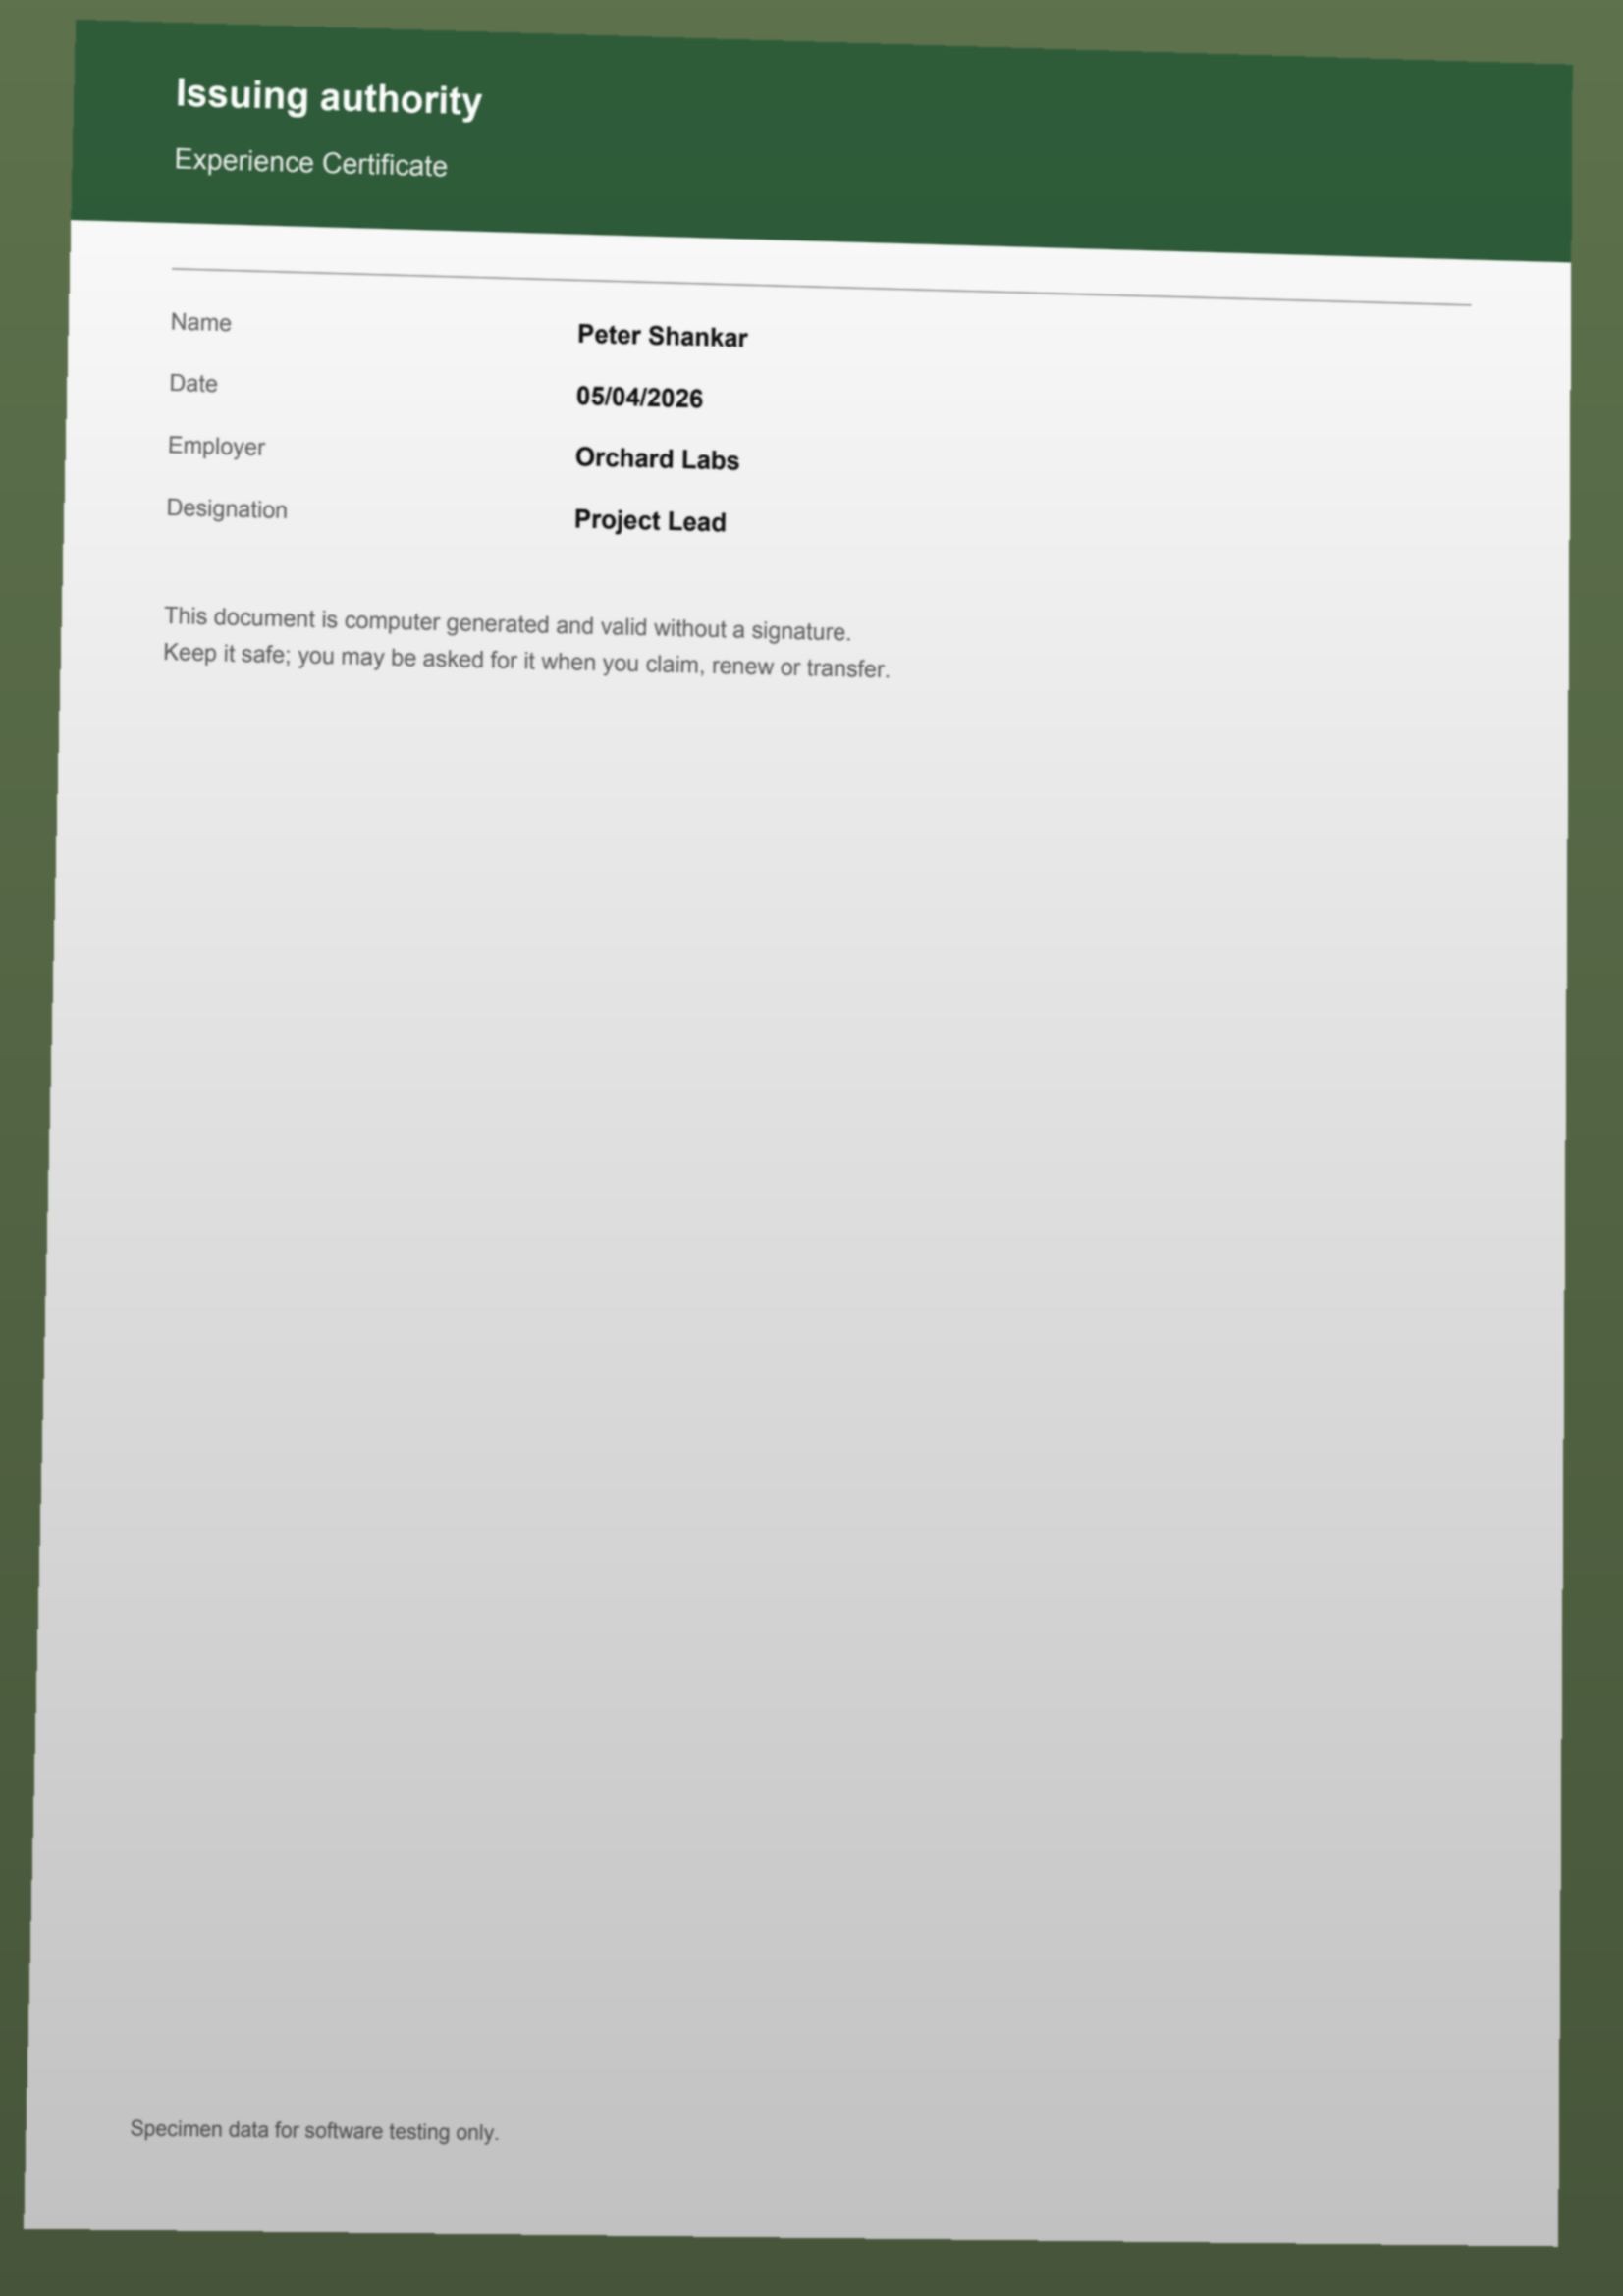 Issuing authority
Experience Certificate
Name Peter Shankar
Date 05/04/2026
Employer Orchard Labs
Designation Project Lead
This document is computer generated and valid without a signature.
Keep it safe; you may be asked for it when you claim, renew or transfer.
Specimen data for software testing only.